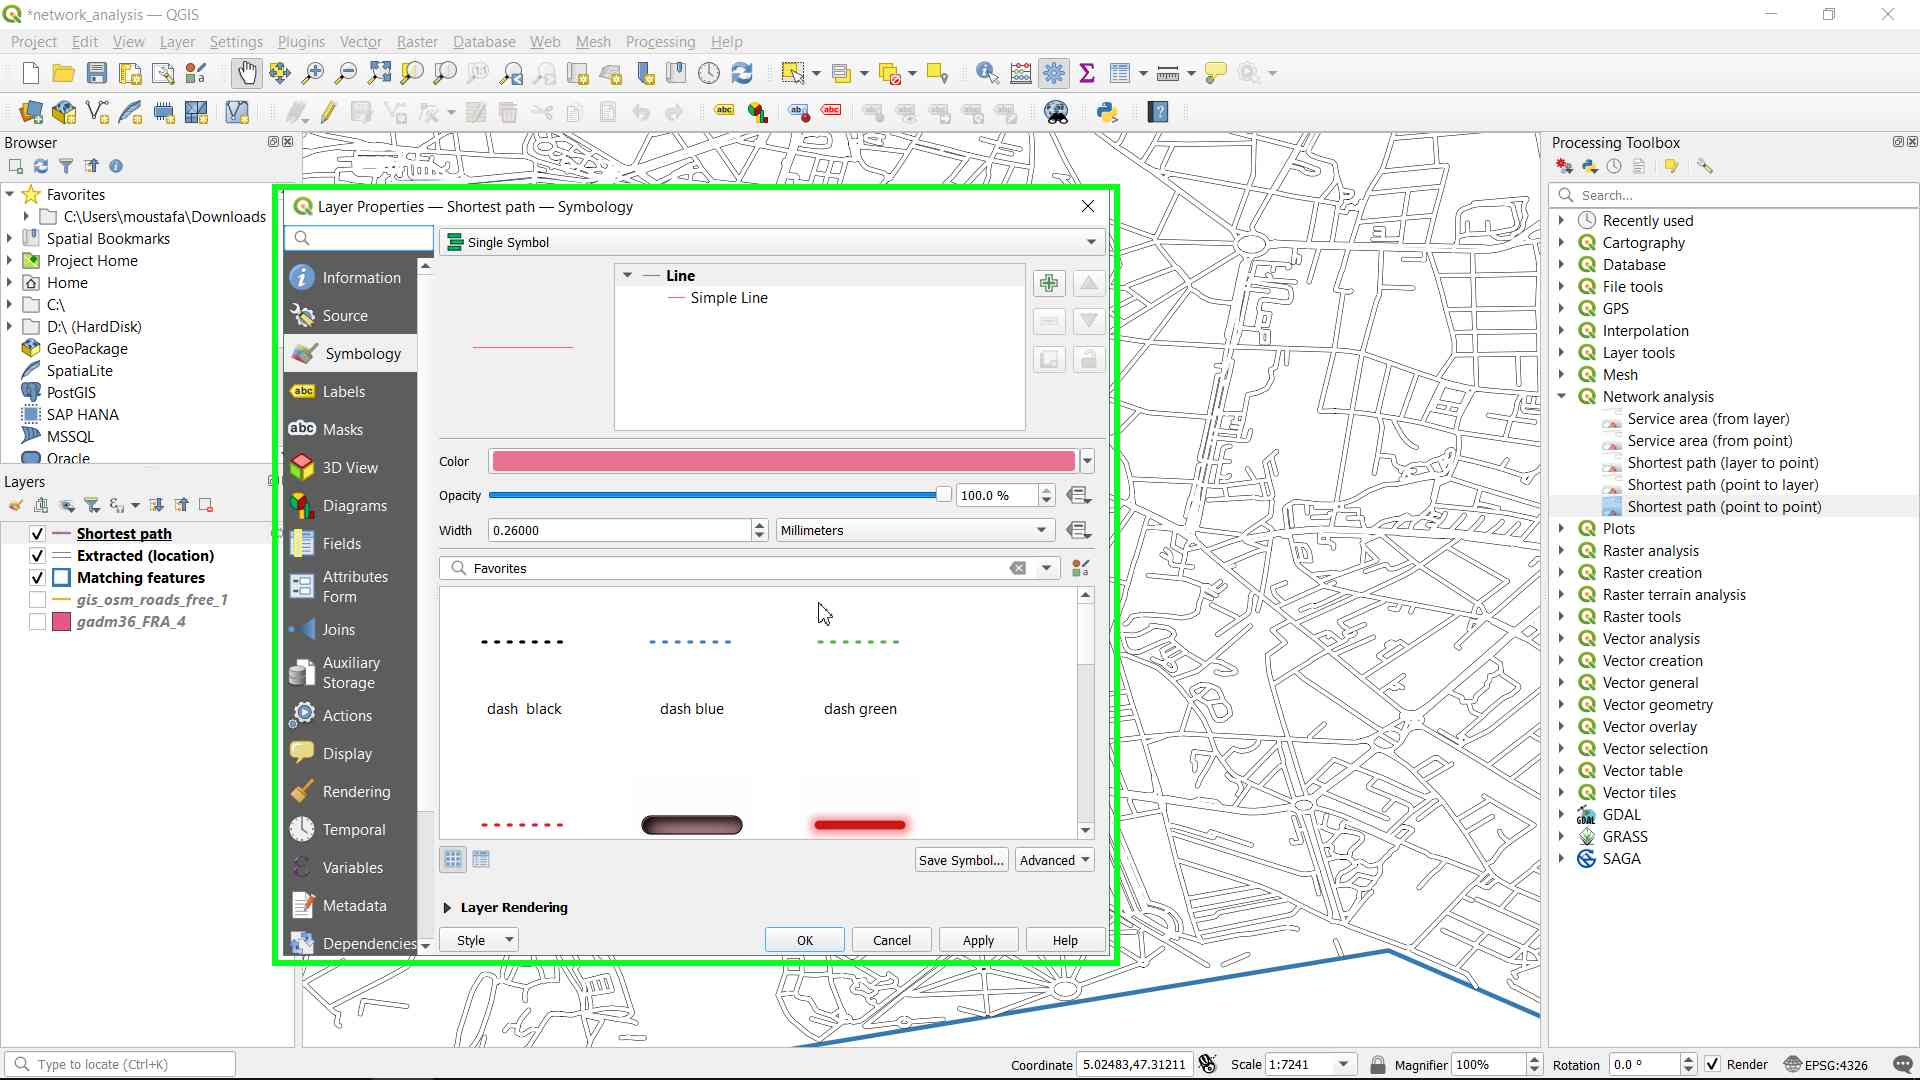 *network_analysis — QGIS
Project Edit View Layer Settings Plugins Vector Raster Database Web Mesh Processing Help
Browser
Favorites
C:\Users\moustafa\Downloads
Spatial Bookmarks
Project Home
Home
C:\
D:\ (HardDisk)
GeoPackage
SpatiaLite
PostGIS
SAP HANA
MSSQL
Oracle
Layers
Shortest path
Extracted (location)
Matching features
gis_osm_roads_free_1
gadm36_FRA_4
Layer Properties — Shortest path — Symbology
Information
Source
Symbology
Labels
Masks
3D View
Diagrams
Fields
Attributes
Form
Joins
Auxiliary
Storage
Actions
Display
Rendering
Temporal
Variables
Metadata
Dependencies
Single Symbol
Line
Simple Line
Color
Opacity 100.0 %
Width 0.26000 Millimeters
Favorites
dash  black dash blue dash green
Save Symbol... Advanced
Layer Rendering
Style OK Cancel Apply Help
Processing Toolbox
Search...
Recently used
Cartography
Database
File tools
GPS
Interpolation
Layer tools
Mesh
Network analysis
Service area (from layer)
Service area (from point)
Shortest path (layer to point)
Shortest path (point to layer)
Shortest path (point to point)
Plots
Raster analysis
Raster creation
Raster terrain analysis
Raster tools
Vector analysis
Vector creation
Vector general
Vector geometry
Vector overlay
Vector selection
Vector table
Vector tiles
GDAL
GRASS
SAGA
Type to locate (Ctrl+K) Coordinate 5.02483,47.31211 Scale 1:7241 Magnifier 100% Rotation 0.0 ° Render EPSG:4326